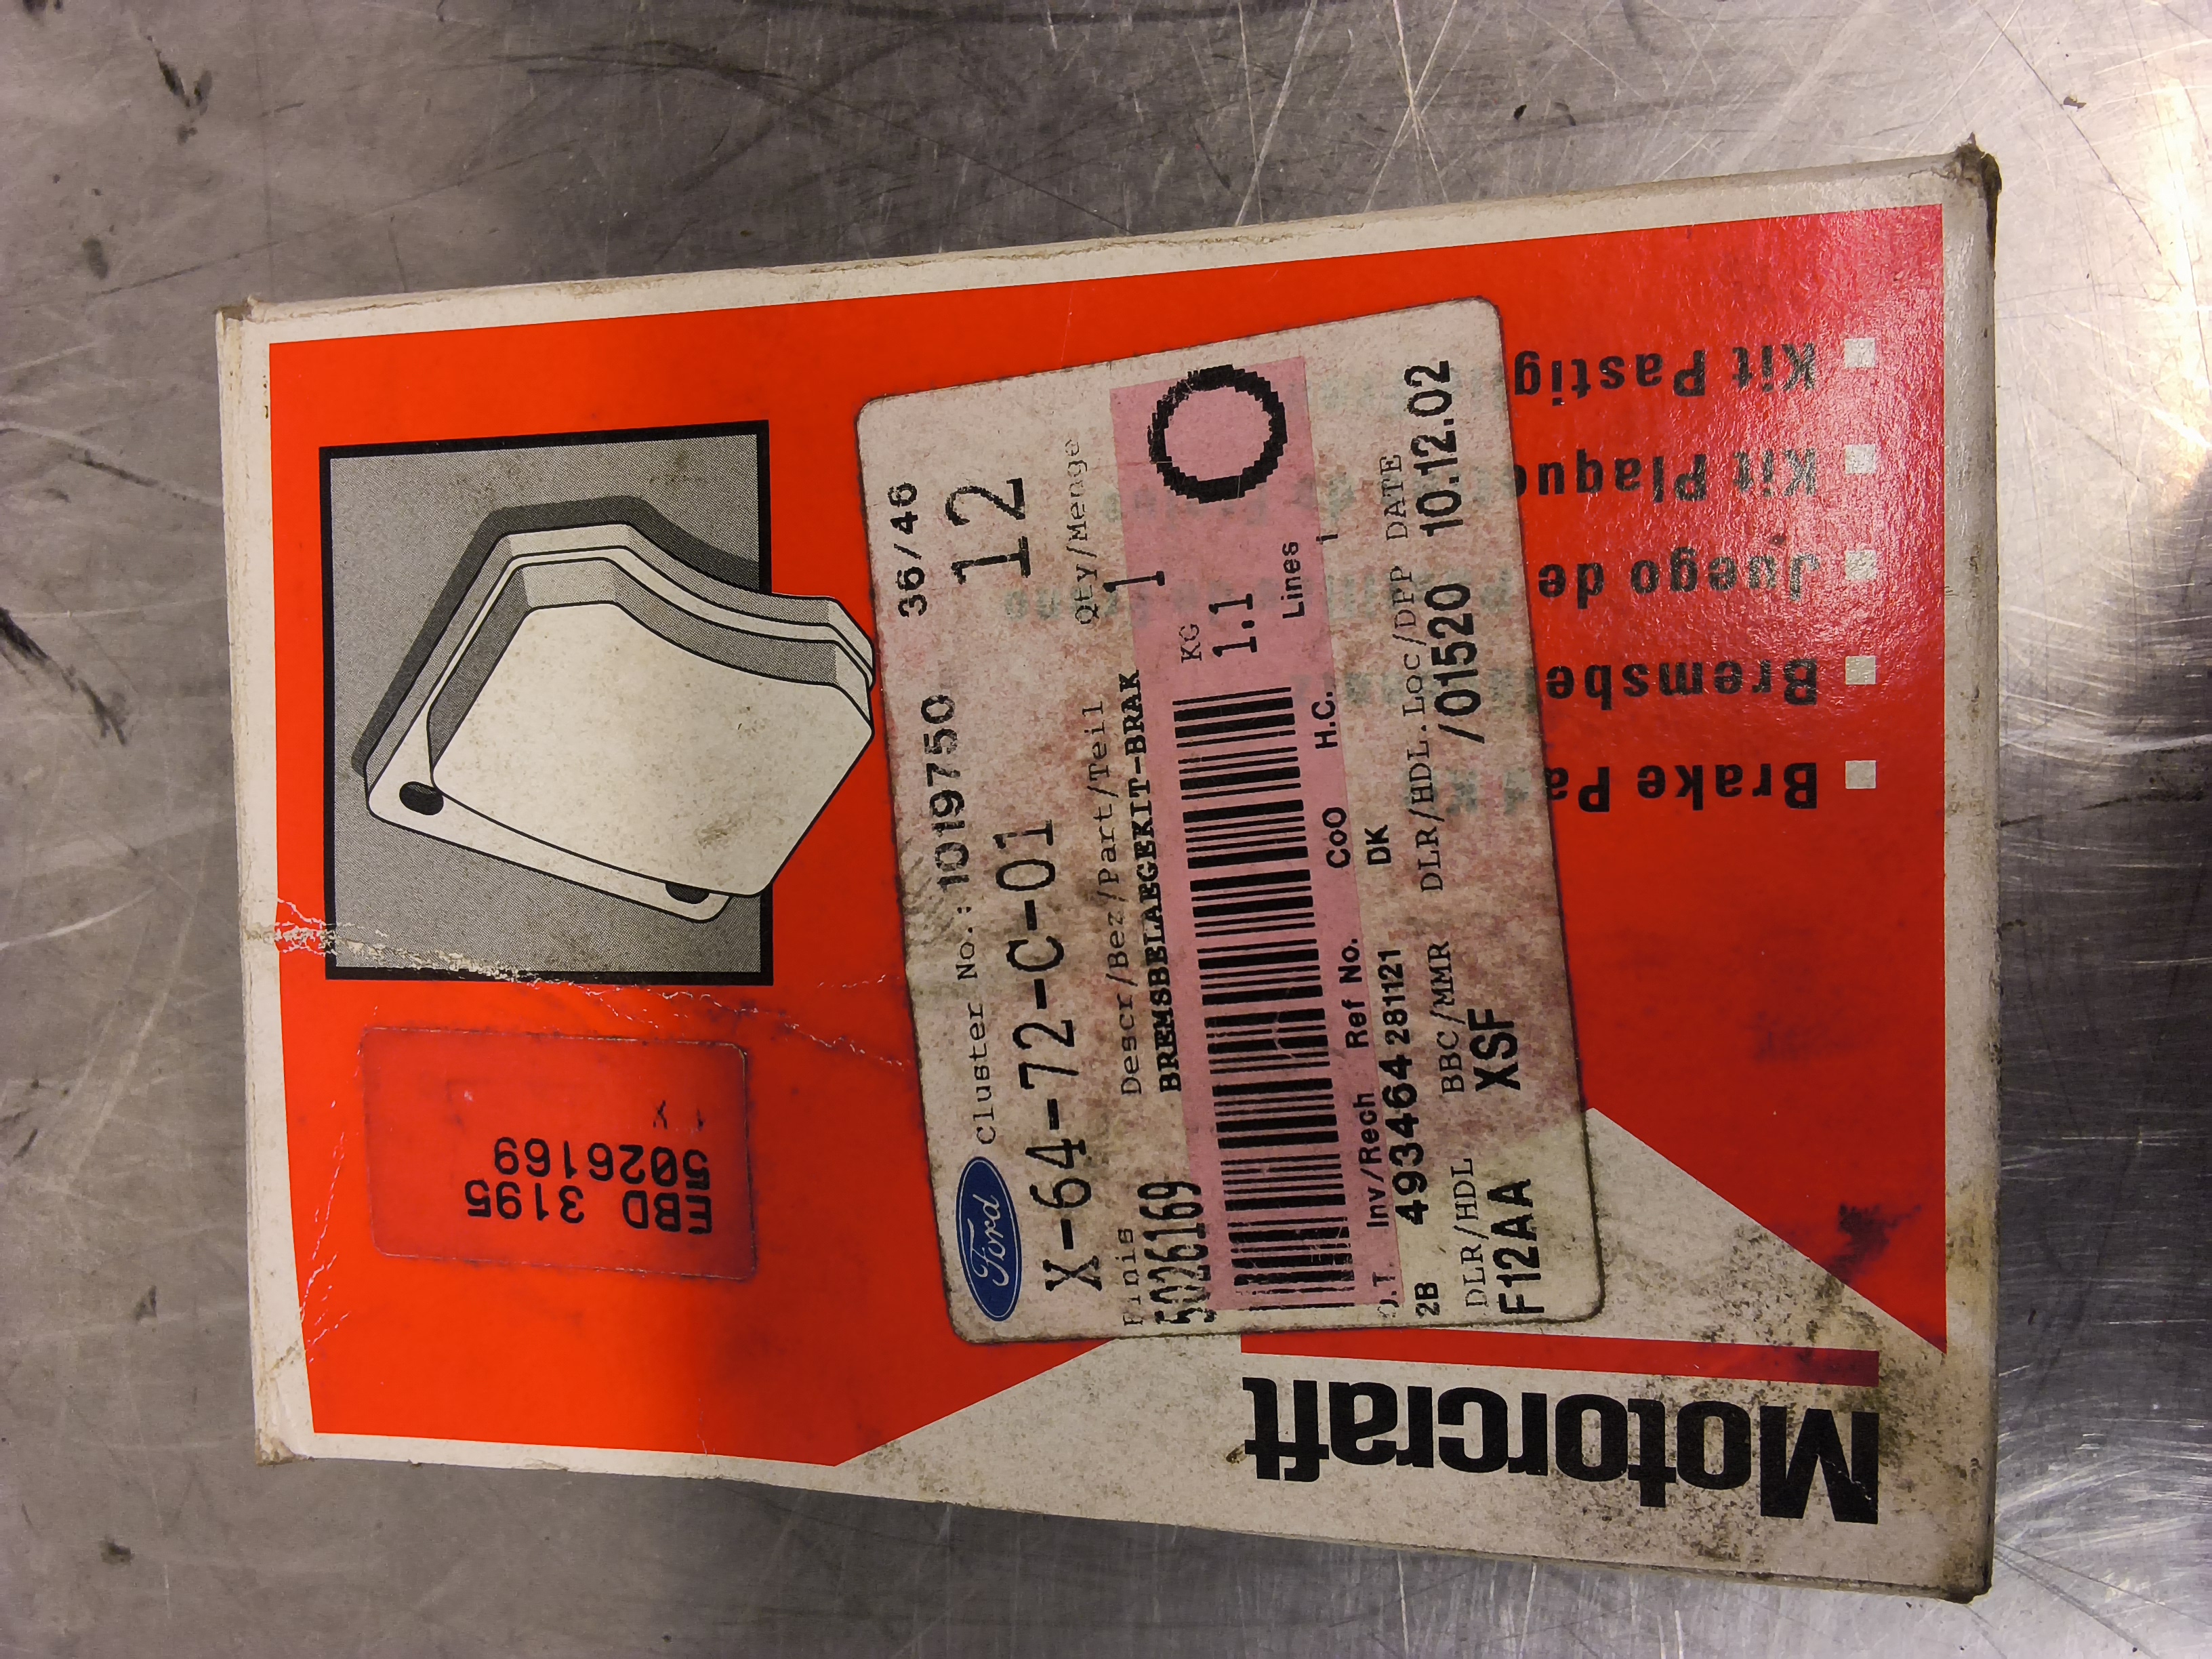 Motorcraft
Brake Pa
Bremsbe
Juego de
Kit Plaque
Kit Pastig
EBD 3195
5026169
Ford
Cluster No.: 1019750 36/46
X-64-72-C-01 12
Finis Descr/Bez/Part/Teil Qty/Menge
5026169 BREMSBELAEGEKIT-BRAK 1
KG
1.1
O
Inv/Rech Ref No. CoO H.C. Lines
2B 493464281121 DK 1
DLR/HDL BBC/MMR DLR/HDL.Loc/DPP DATE
F12AA XSF /01520 10.12.02